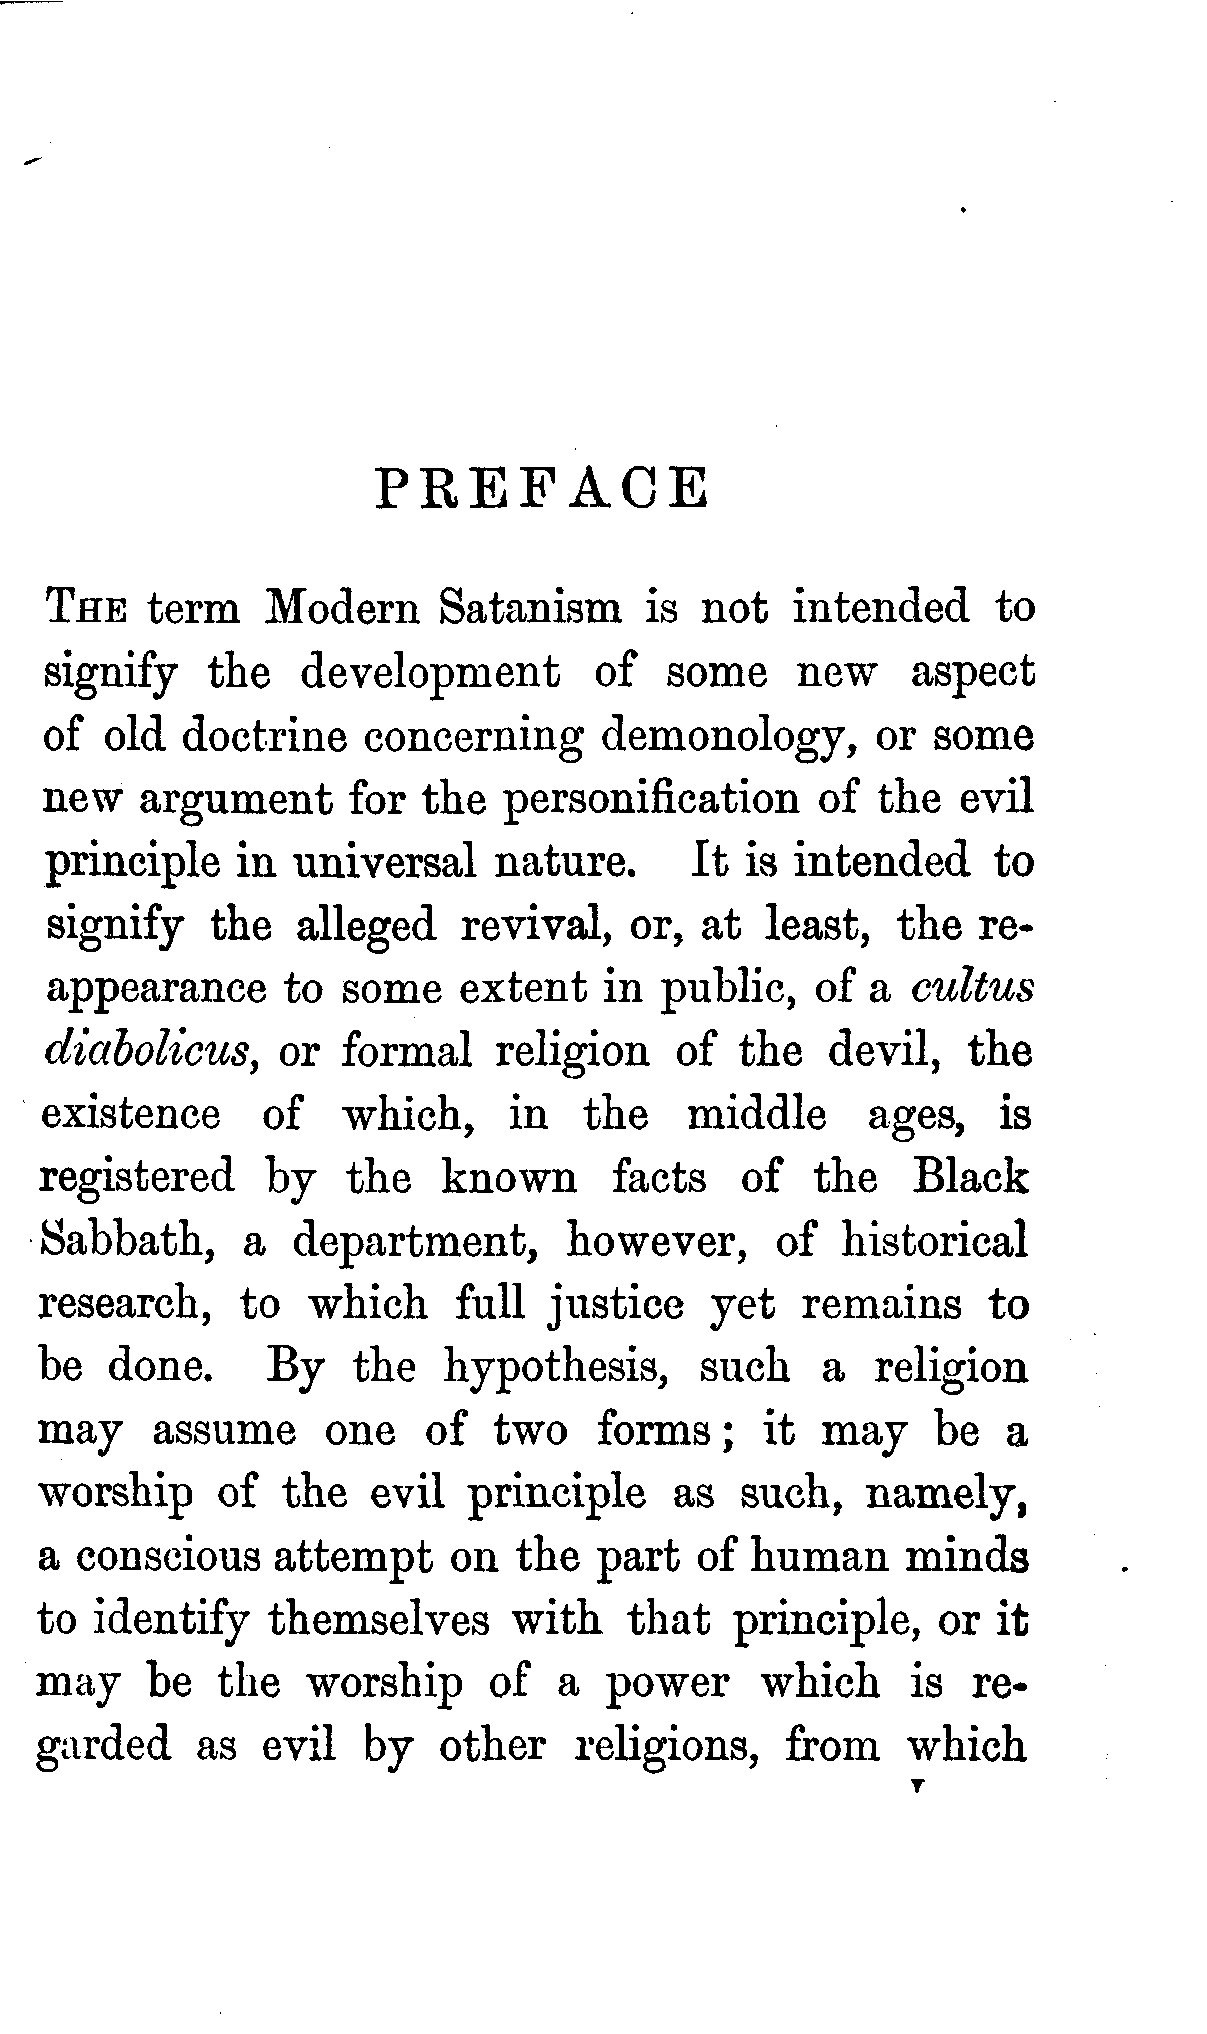 PREFACE
THE term Modern Satanism is not intended to
signify the development of some new aspect
of old doctrine concerning demonology, or some
new argument for the personification of the evil
principle in universal nature. It is intended to
signify the alleged revival, or, at least, the re-
appearance to some extent in public, of a cultus
diabolicus, or formal religion of the devil, the
existence of which, in the middle ages, is
registered by the known facts of the Black
Sabbath, a department, however, of historical
research, to which full justice yet remains to
be done. By the hypothesis, such a religion
may assume one of two forms; it may be a
worship of the evil principle as such, namely,
a conscious attempt on the part of human minds
to identify themselves with that principle, or it
may be the worship of a power which is re-
garded as evil by other religions, from which
v